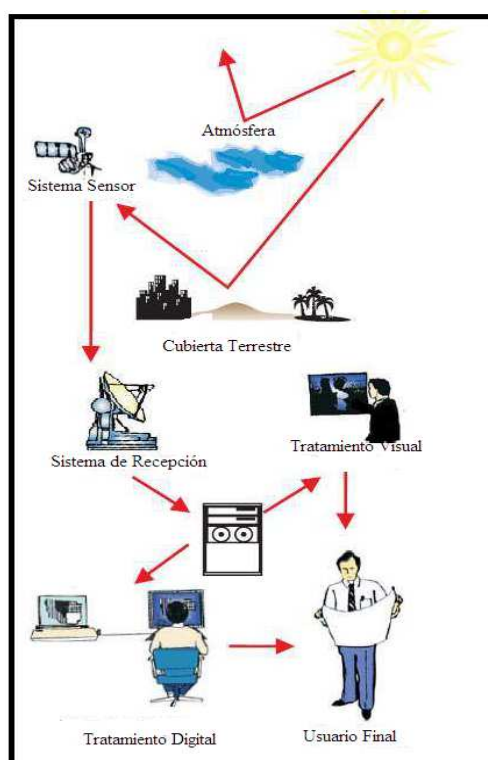 Atmósfera
Sistema Sensor
Cubierta Terrestre
Sistema de Recepción
Tratamiento Visual
Tratamiento Digital
Usuario Final